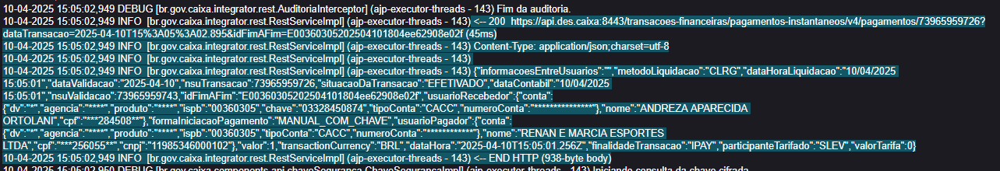 10-04-2025 15:05:02,949 DEBUG [br.gov.caixa.integrator.rest.AuditoriaInterceptor] (ajp-executor-threads - 143) Fim da auditoria.
10-04-2025 15:05:02,949 INFO  [br.gov.caixa.integrator.rest.RestServiceImpl] (ajp-executor-threads - 143) <-- 200  https://api.des.caixa:8443/transacoes-financeiras/pagamentos-instantaneos/v4/pagamentos/73965959726?
dataTransacao=2025-04-10T15%3A05%3A02.895&idFimAFim=E00360305202504101804ee62908e02f (45ms)
10-04-2025 15:05:02,949 INFO  [br.gov.caixa.integrator.rest.RestServiceImpl] (ajp-executor-threads - 143) Content-Type: application/json;charset=utf-8
10-04-2025 15:05:02,949 INFO  [br.gov.caixa.integrator.rest.RestServiceImpl] (ajp-executor-threads - 143)
10-04-2025 15:05:02,949 INFO  [br.gov.caixa.integrator.rest.RestServiceImpl] (ajp-executor-threads - 143) {"informacoesEntreUsuarios":"","metodoLiquidacao":"CLRG","dataHoraLiquidacao":"10/04/2025
15:05:01","dataValidacao":"2025-04-10","nsuTransacao":73965959726,"situacaoDaTransacao":"EFETIVADO","dataContabil":"10/04/2025
15:05:01","nsuValidacao":73965959743,"idFimAFim":"E00360305202504101804ee62908e02f","usuarioRecebedor":{"conta":
{"dv":"*","agencia":"****","produto":"****","ispb":"00360305","chave":"03328450874","tipoConta":"CACC","numeroConta":"***************"},"nome":"ANDREZA APARECIDA
ORTOLANI","cpf":"***284508**"},"formaIniciacaoPagamento":"MANUAL_COM_CHAVE","usuarioPagador":{"conta":
{"dv":"*","agencia":"****","produto":"****","ispb":"00360305","tipoConta":"CACC","numeroConta":"************"},"nome":"RENAN E MARCIA ESPORTES
LTDA","cpf":"***256055**","cnpj":"11985346000102"},"valor":1,"transactionCurrency":"BRL","dataHora":"2025-04-10T15:05:01.256Z","finalidadeTransacao":"IPAY","participanteTarifado":"SLEV","valorTarifa":0}
10-04-2025 15:05:02,949 INFO  [br.gov.caixa.integrator.rest.RestServiceImpl] (ajp-executor-threads - 143) <-- END HTTP (938-byte body)
10-04-2025 15:05:02,950 DEBUG [br.gov.caixa.components.api.chaveSeguranca.ChaveSegurancaImpl] (ajp-executor-threads - 143) Iniciando consulta da chave cifrada